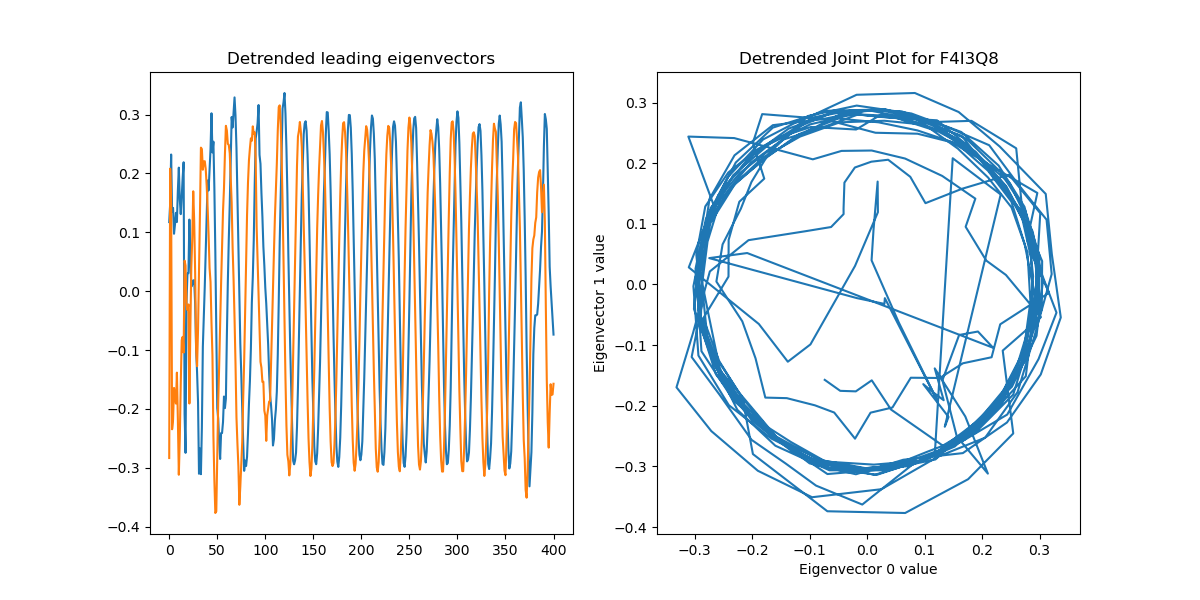 Detrended leading eigenvectors
0.3
0.2
0.1
0.0
−0.1
−0.2
−0.3
−0.4
0 50 100 150 200 250 300 350 400
Detrended Joint Plot for F4I3Q8
Eigenvector 1 value
0.3
0.2
0.1
0.0
−0.1
−0.2
−0.3
−0.4
−0.3 −0.2 −0.1 0.0 0.1 0.2 0.3
Eigenvector 0 value